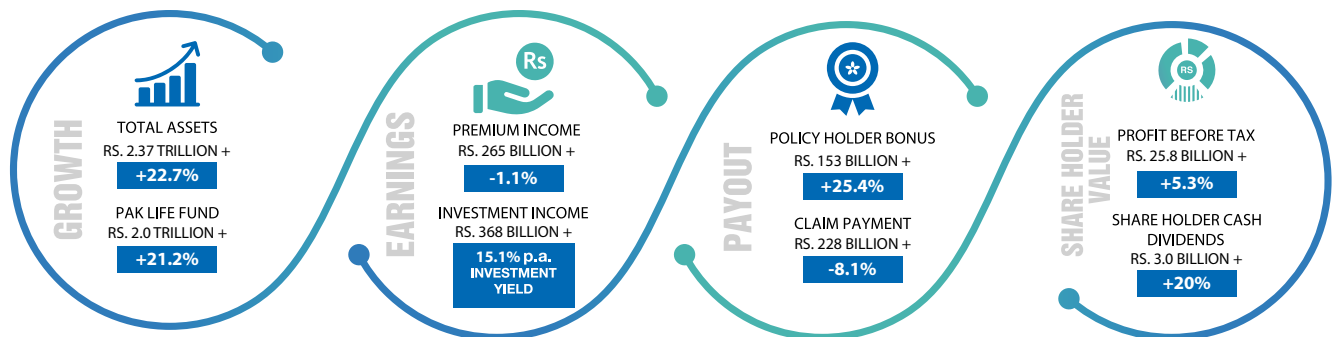 GROWTH
TOTAL ASSETS
RS. 2.37 TRILLION +
+22.7%
PAK LIFE FUND
RS. 2.0 TRILLION +
+21.2%
EARNINGS
Rs
PREMIUM INCOME
RS. 265 BILLION +
-1.1%
INVESTMENT INCOME
RS. 368 BILLION +
15.1% p.a.
INVESTMENT
YIELD
PAYOUT
POLICY HOLDER BONUS
RS. 153 BILLION +
+25.4%
CLAIM PAYMENT
RS. 228 BILLION +
-8.1%
SHARE HOLDER
VALUE
RS
PROFIT BEFORE TAX
RS. 25.8 BILLION +
+5.3%
SHARE HOLDER CASH
DIVIDENDS
RS. 3.0 BILLION +
+20%